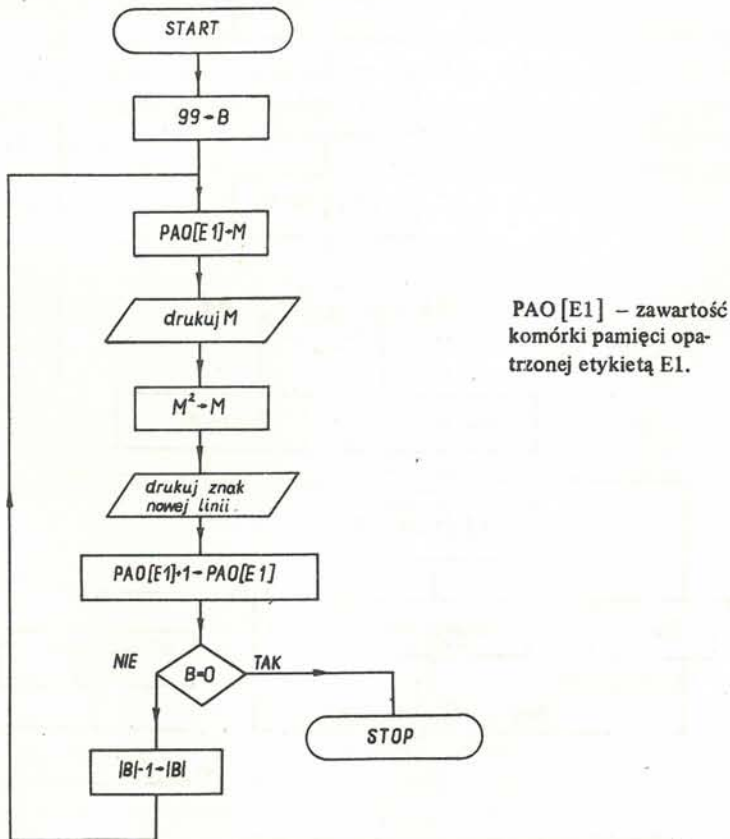 START
99→B
PAO[E1]→M
drukuj M
M²→M
drukuj znak
nowej linii.
PAO[E1]+1→PAO[E1]
NIE
B=0
TAK
STOP
|B|-1→|B|
PAO [E1] – zawartość
komórki pamięci opa-
trzonej etykietą E1.